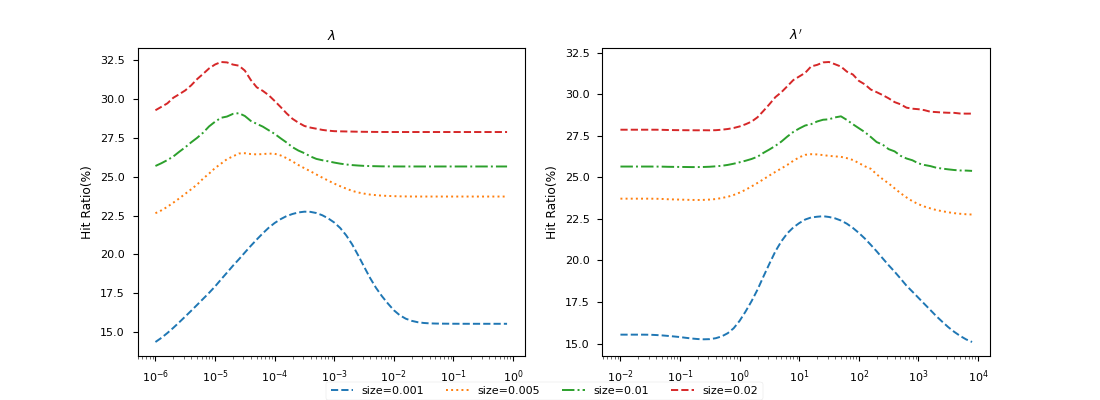 λ
λ′
32.5
30.0
27.5
25.0
22.5
20.0
17.5
15.0
Hit Ratio(%)
10⁻⁶ 10⁻⁵ 10⁻⁴ 10⁻³ 10⁻² 10⁻¹ 10⁰
32.5
30.0
27.5
25.0
22.5
20.0
17.5
15.0
Hit Ratio(%)
10⁻² 10⁻¹ 10⁰ 10¹ 10² 10³ 10⁴
size=0.001 size=0.005 size=0.01 size=0.02